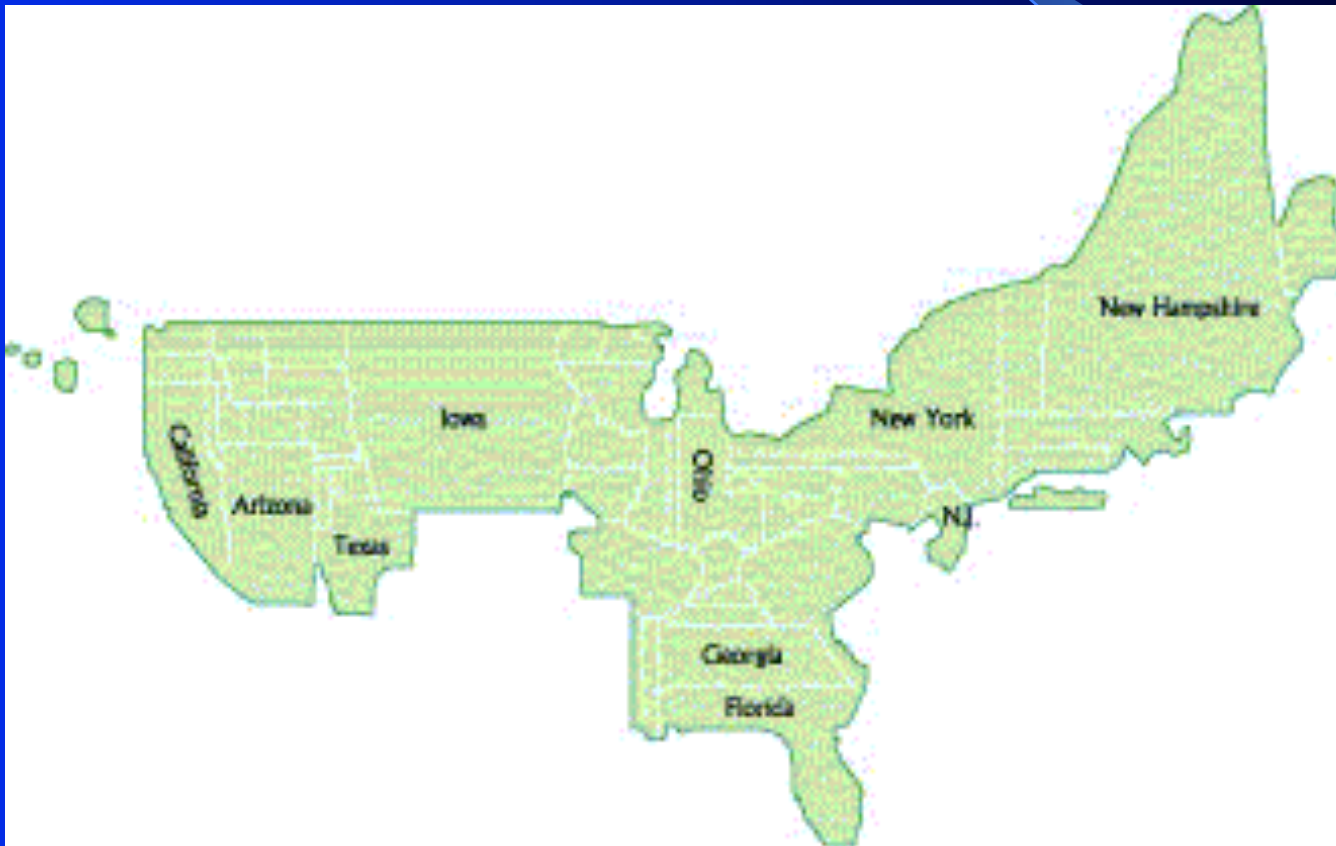 New Hampshire
Iowa
New York
California
Ohio
Arizona
N.J.
Texas
Georgia
Florida